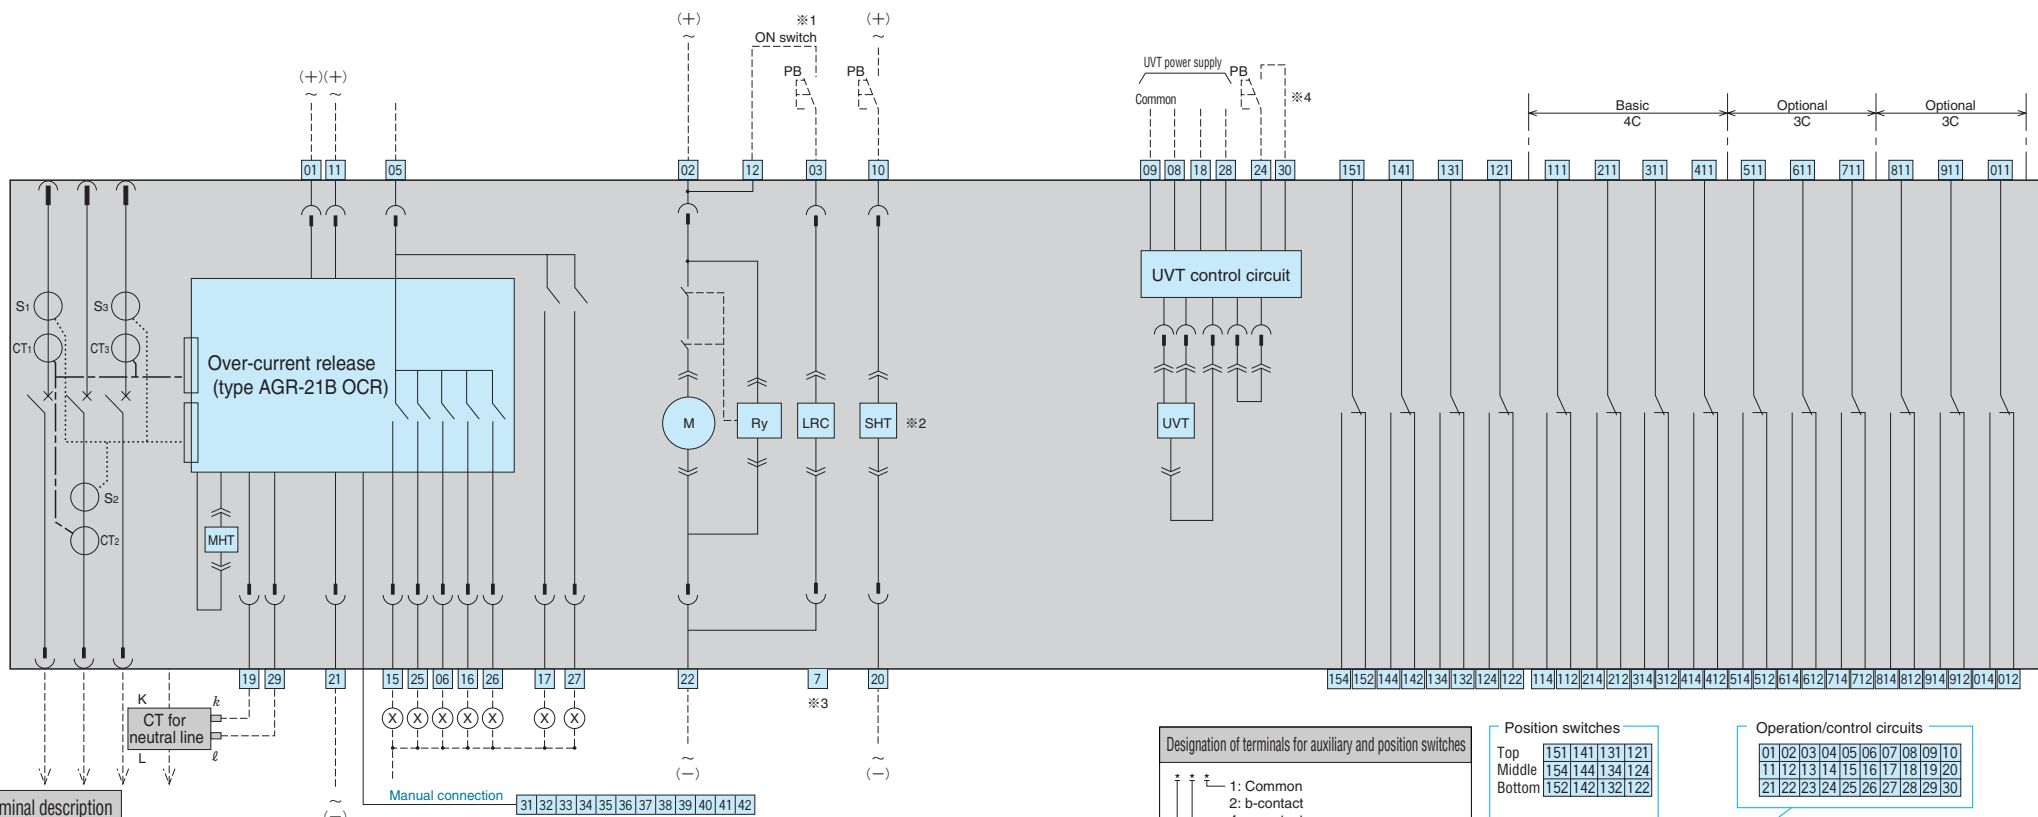 (+) ※1 (+)
~ ON switch ~
PB PB
UVT power supply PB
Common ※4
(+)(+)
~ ~
Basic Optional Optional
4C 3C 3C
01 11 05 02 12 03 10 09 08 18 28 24 30 151 141 131 121 111 211 311 411 511 611 711 811 911 011
UVT control circuit
S1 S3
CT1 CT3
Over-current release
(type AGR-21B OCR)
M Ry LRC SHT ※2 UVT
S2
MHT CT2
19 29 21 15 25 06 16 26 17 27 22 7 20 154 152 144 142 134 132 124 122 114 112 214 212 314 312 414 412 514 512 614 612 714 712 814 812 914 912 014 012
※3
K k
CT for
neutral line
L ℓ
X X X X X X X
~ ~
(−) (−)
Manual connection
31 32 33 34 35 36 37 38 39 40 41 42
~
(−)
minal description
Designation of terminals for auxiliary and position switches
* * *
1: Common
2: b-contact
Position switches
Top 151 141 131 121
Middle 154 144 134 124
Bottom 152 142 132 122
Operation/control circuits
01 02 03 04 05 06 07 08 09 10
11 12 13 14 15 16 17 18 19 20
21 22 23 24 25 26 27 28 29 30